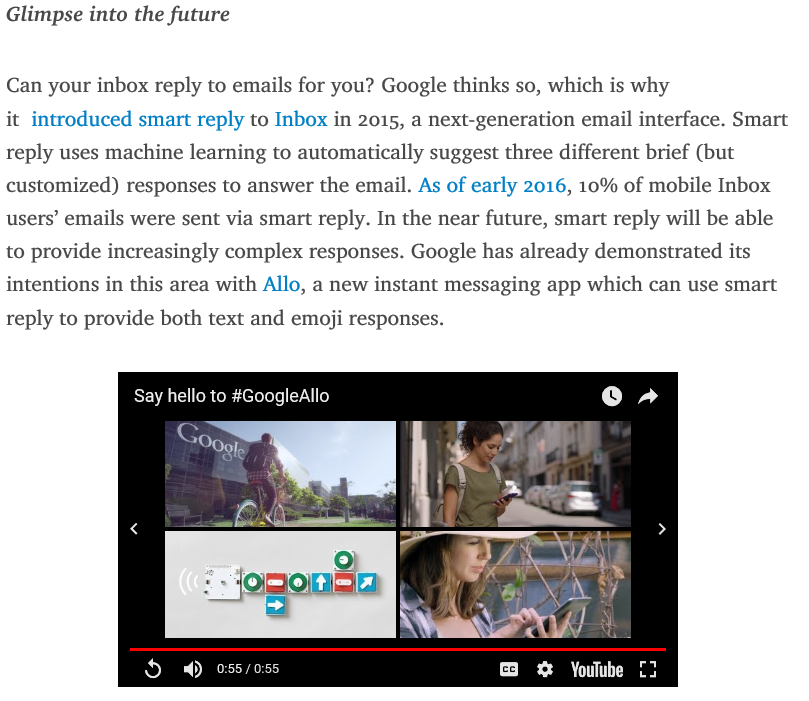 Glimpse into the future
Can your inbox reply to emails for you? Google thinks so, which is why
it introduced smart reply to Inbox in 2015, a next-generation email interface. Smart
reply uses machine learning to automatically suggest three different brief (but
customized) responses to answer the email. As of early 2016, 10% of mobile Inbox
users’ emails were sent via smart reply. In the near future, smart reply will be able
to provide increasingly complex responses. Google has already demonstrated its
intentions in this area with Allo, a new instant messaging app which can use smart
reply to provide both text and emoji responses.
Say hello to #GoogleAllo
Google
0:55 / 0:55
CC
YouTube